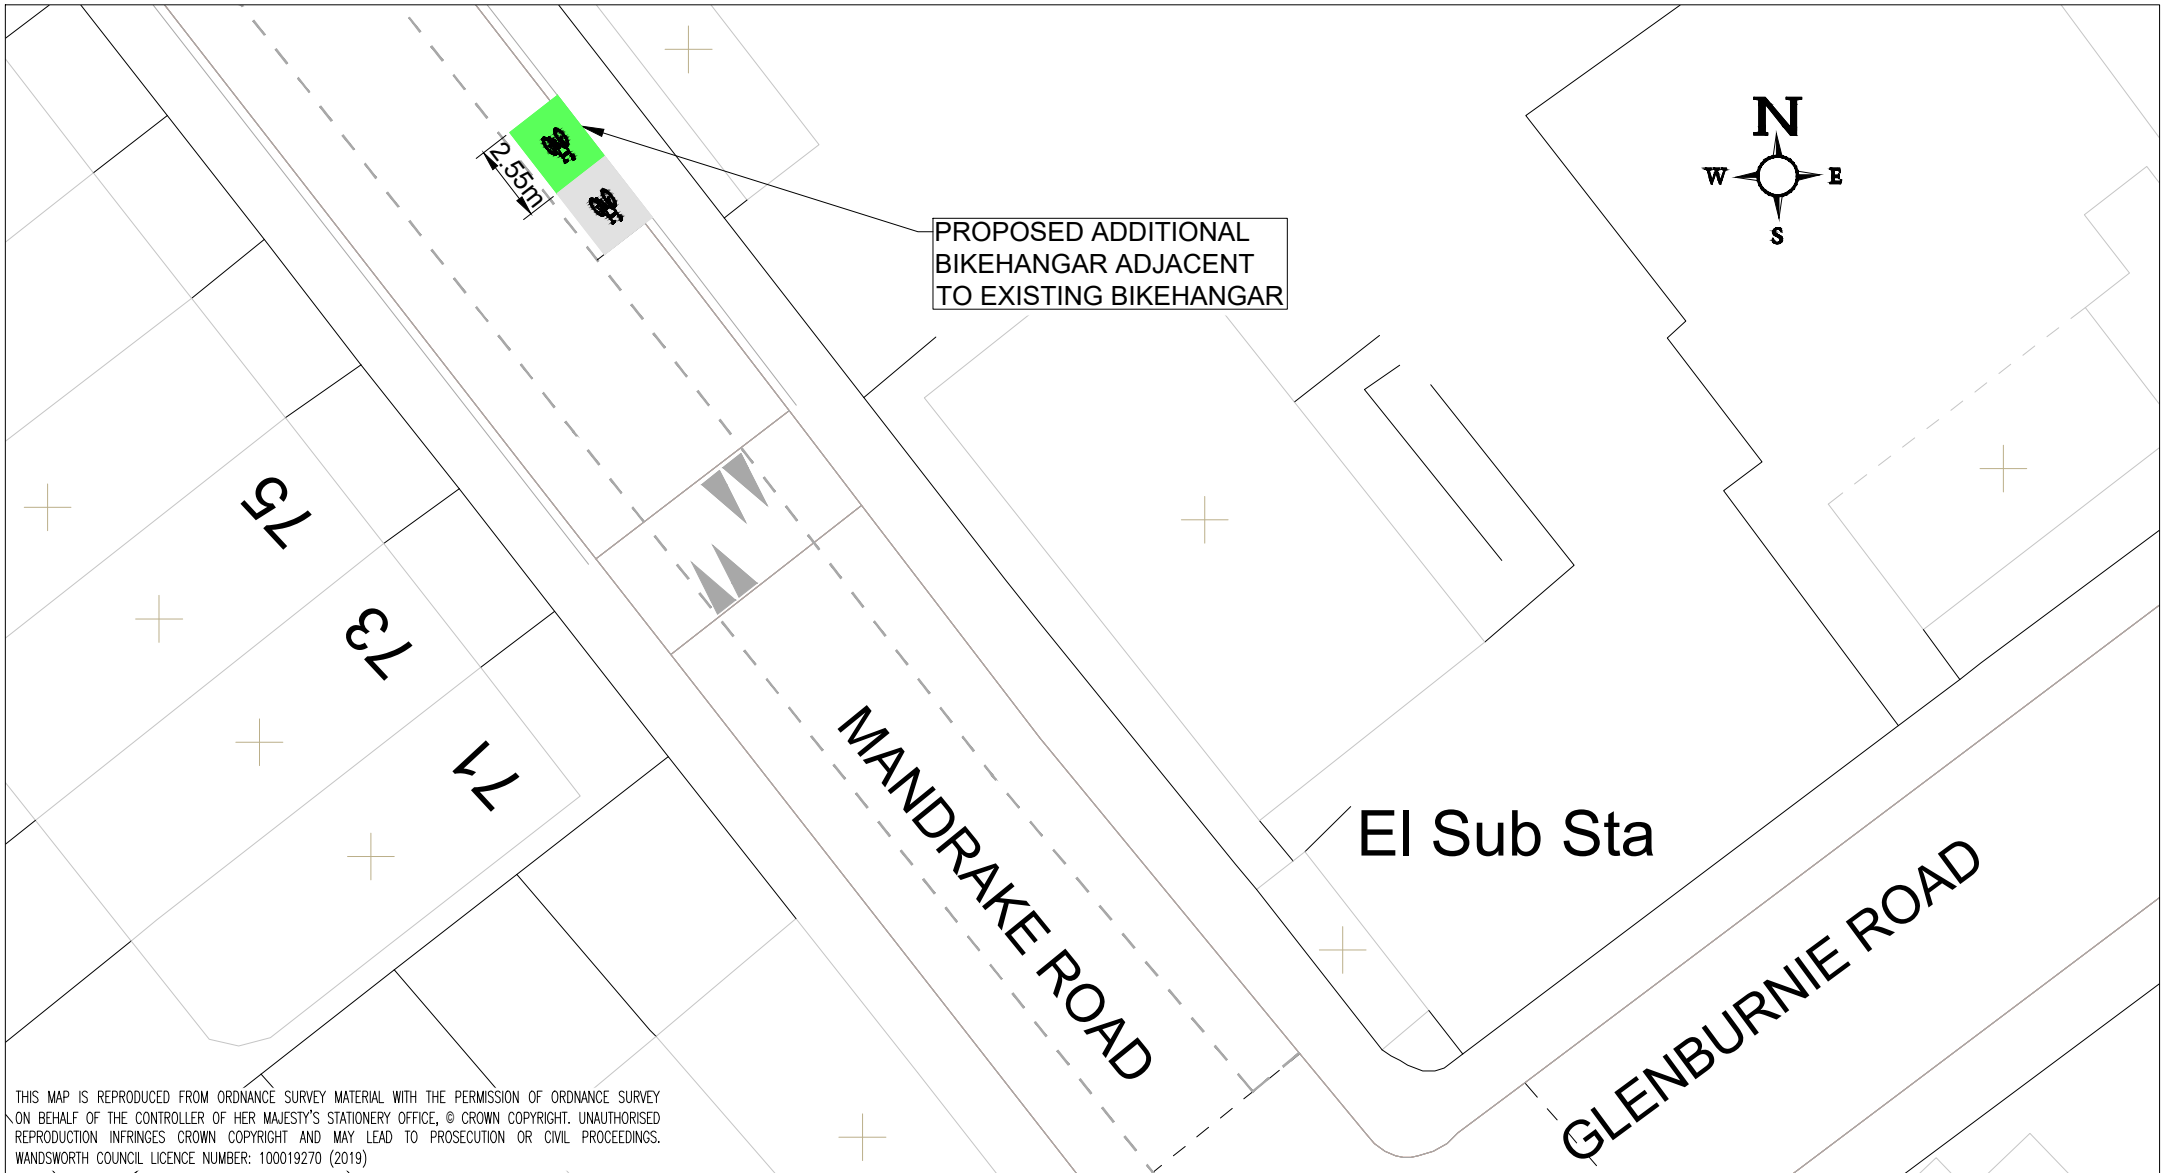 N
W E
S
2.55m
PROPOSED ADDITIONAL
BIKEHANGAR ADJACENT
TO EXISTING BIKEHANGAR
75
73
71
MANDRAKE ROAD
El Sub Sta
GLENBURNIE ROAD
THIS MAP IS REPRODUCED FROM ORDNANCE SURVEY MATERIAL WITH THE PERMISSION OF ORDNANCE SURVEY
ON BEHALF OF THE CONTROLLER OF HER MAJESTY'S STATIONERY OFFICE, © CROWN COPYRIGHT. UNAUTHORISED
REPRODUCTION INFRINGES CROWN COPYRIGHT AND MAY LEAD TO PROSECUTION OR CIVIL PROCEEDINGS.
WANDSWORTH COUNCIL LICENCE NUMBER: 100019270 (2019)